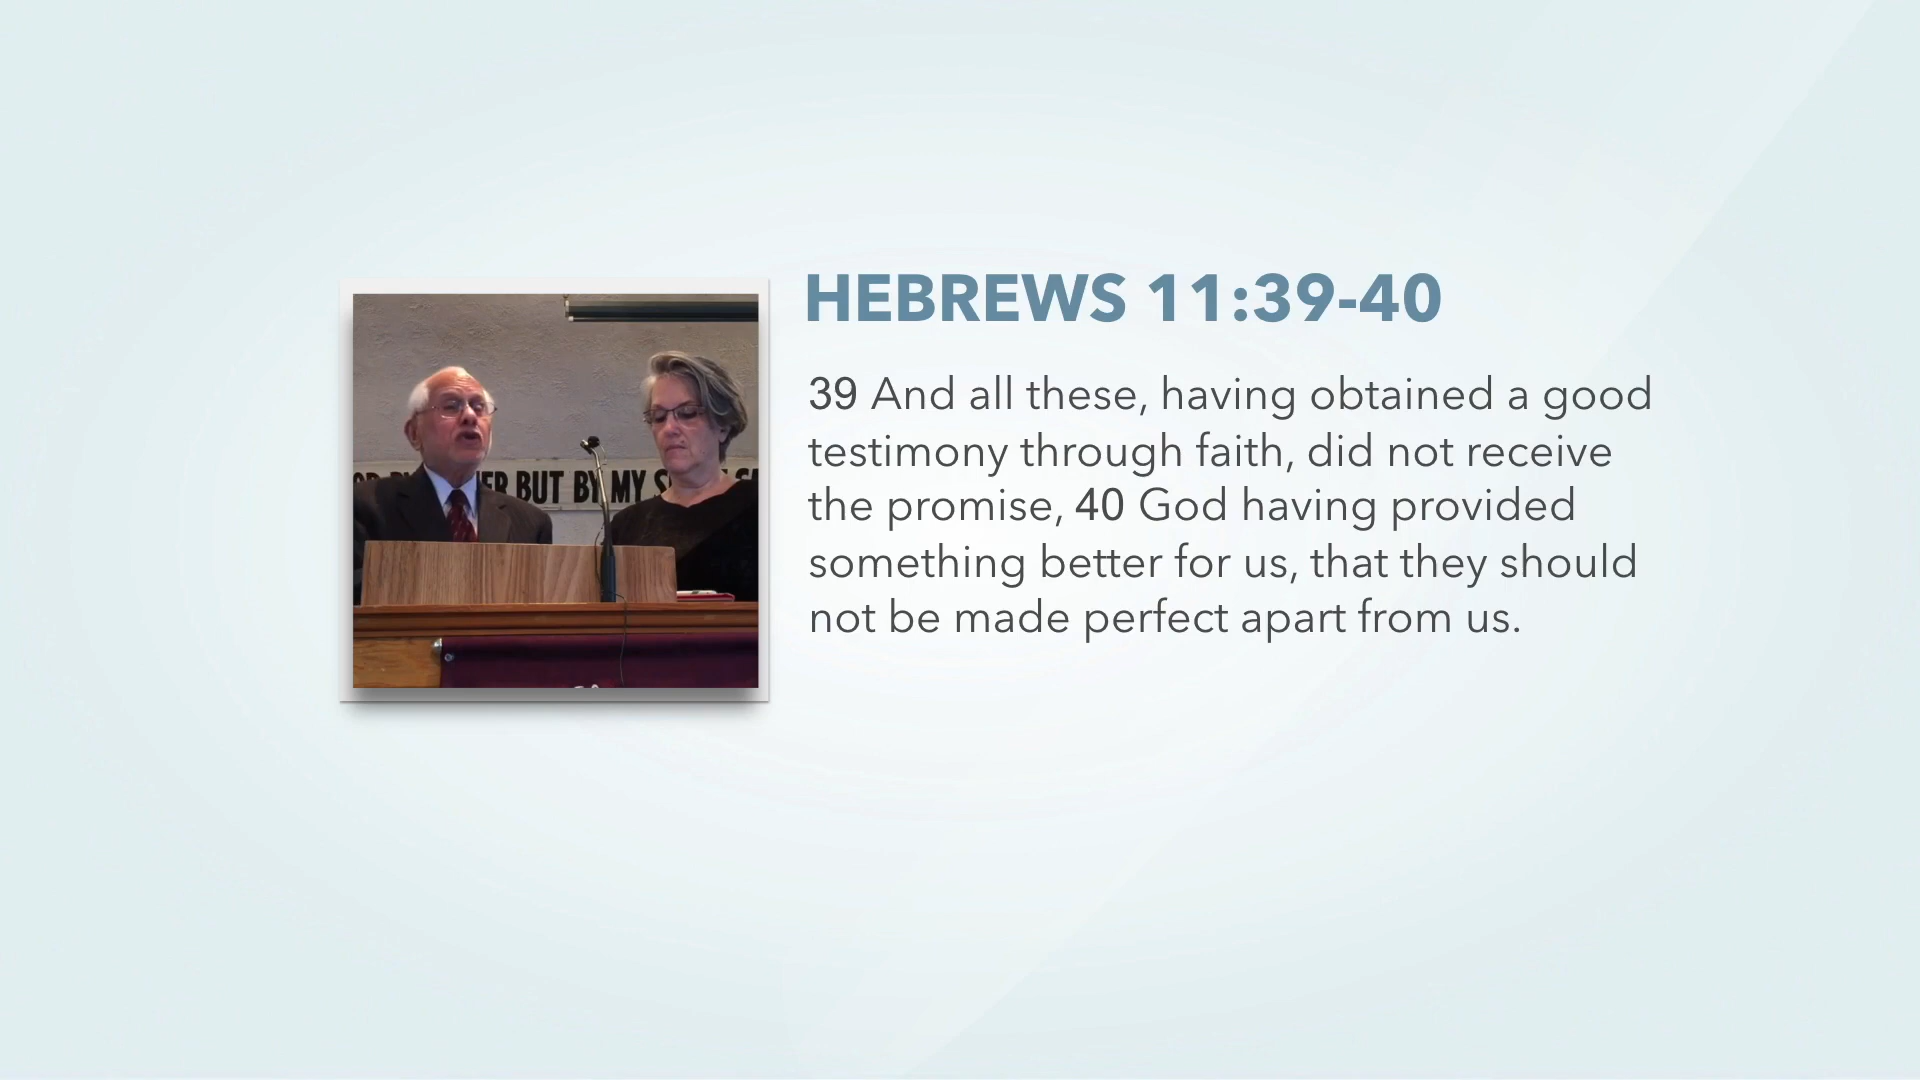 HEBREWS 11:39-40
39 And all these, having obtained a good
testimony through faith, did not receive
the promise, 40 God having provided
something better for us, that they should
not be made perfect apart from us.
BUT BY MY